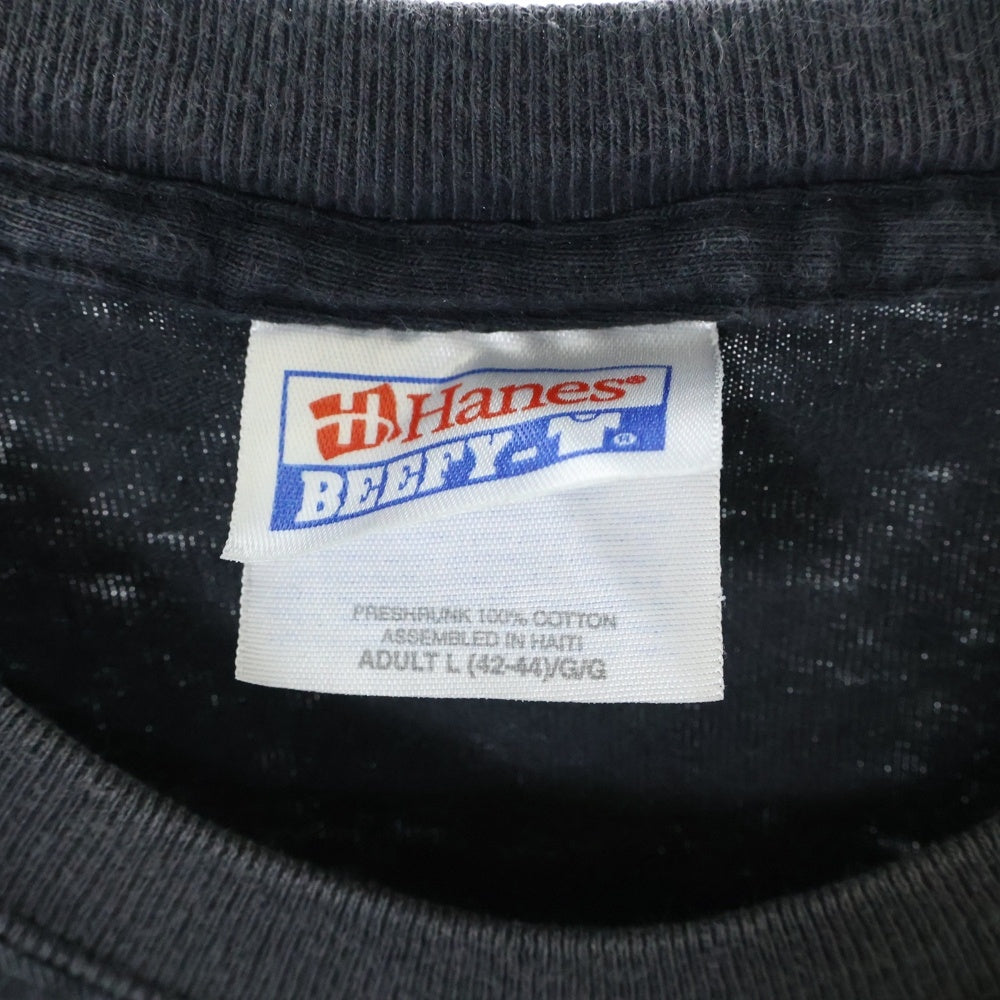 Hanes®
BEEFY-T®
PRESHRUNK 100% COTTON
ASSEMBLED IN HAITI
ADULT L (42-44)/G/G